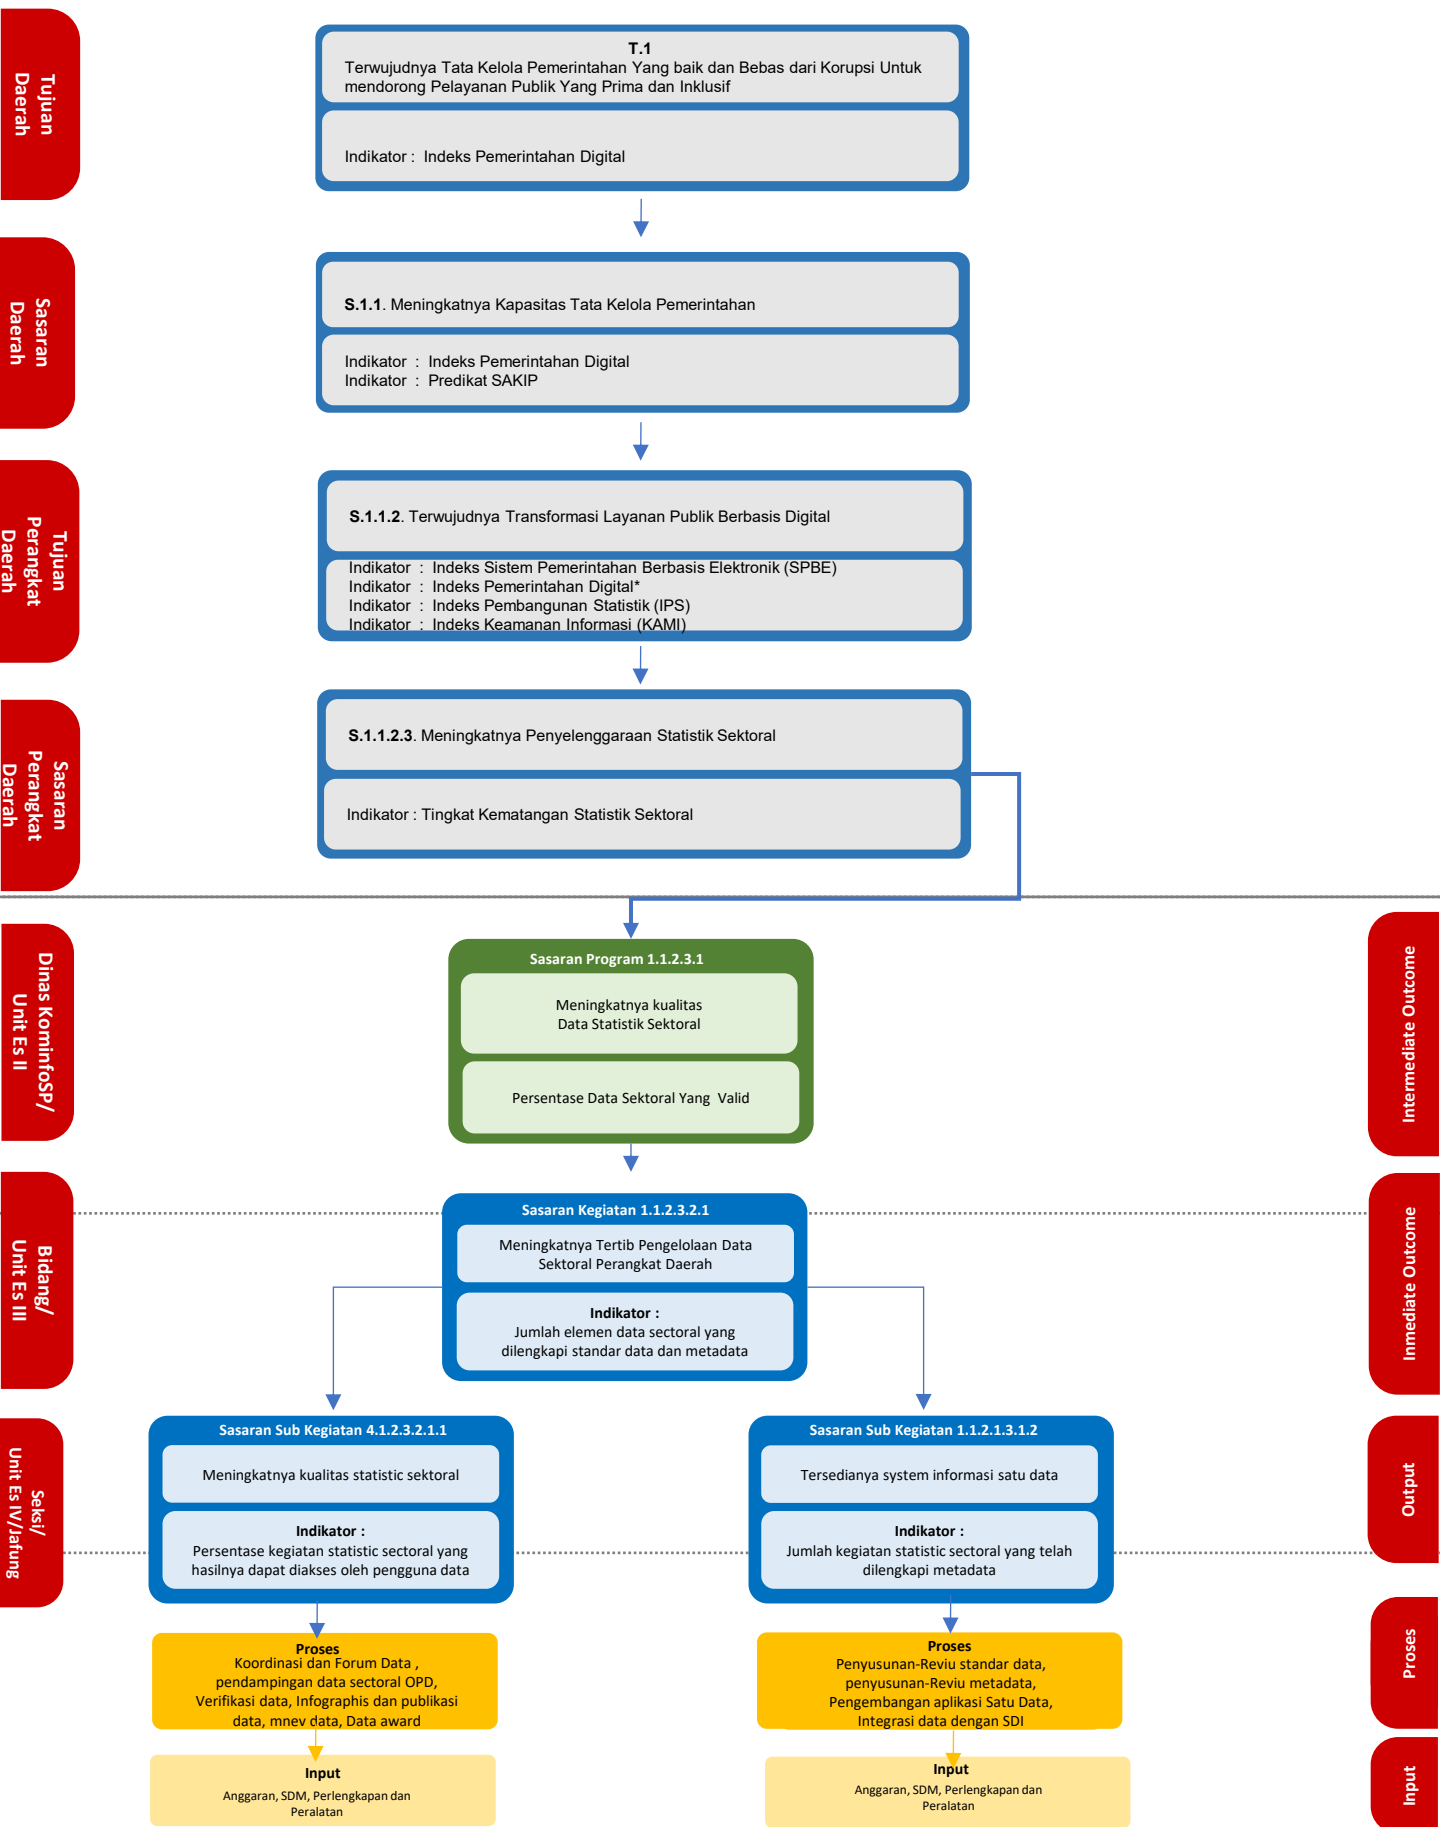 Tujuan
Daerah
T.1
Terwujudnya Tata Kelola Pemerintahan Yang baik dan Bebas dari Korupsi Untuk
mendorong Pelayanan Publik Yang Prima dan Inklusif
Indikator : Indeks Pemerintahan Digital
Sasaran
Daerah
S.1.1. Meningkatnya Kapasitas Tata Kelola Pemerintahan
Indikator : Indeks Pemerintahan Digital
Indikator : Predikat SAKIP
Tujuan
Perangkat
Daerah
S.1.1.2. Terwujudnya Transformasi Layanan Publik Berbasis Digital
Indikator : Indeks Sistem Pemerintahan Berbasis Elektronik (SPBE)
Indikator : Indeks Pemerintahan Digital*
Indikator : Indeks Pembangunan Statistik (IPS)
Indikator : Indeks Keamanan Informasi (KAMI)
Sasaran
Perangkat
Daerah
S.1.1.2.3. Meningkatnya Penyelenggaraan Statistik Sektoral
Indikator : Tingkat Kematangan Statistik Sektoral
Dinas KominfoSP/
Unit Es II
Sasaran Program 1.1.2.3.1
Meningkatnya kualitas
Data Statistik Sektoral
Persentase Data Sektoral Yang Valid
Intermediate Outcome
Bidang/
Unit Es III
Sasaran Kegiatan 1.1.2.3.2.1
Meningkatnya Tertib Pengelolaan Data
Sektoral Perangkat Daerah
Indikator :
Jumlah elemen data sectoral yang
dilengkapi standar data dan metadata
Inmediate Outcome
Seksi/
Unit Es IV/Jafung
Sasaran Sub Kegiatan 4.1.2.3.2.1.1
Meningkatnya kualitas statistic sektoral
Indikator :
Persentase kegiatan statistic sectoral yang
hasilnya dapat diakses oleh pengguna data
Sasaran Sub Kegiatan 1.1.2.1.3.1.2
Tersedianya system informasi satu data
Indikator :
Jumlah kegiatan statistic sectoral yang telah
dilengkapi metadata
Output
Proses
Koordinasi dan Forum Data ,
pendampingan data sectoral OPD,
Verifikasi data, Infographis dan publikasi
data, mnev data, Data award
Proses
Penyusunan-Reviu standar data,
penyusunan-Reviu metadata,
Pengembangan aplikasi Satu Data,
Integrasi data dengan SDI
Proses
Input
Anggaran, SDM, Perlengkapan dan
Peralatan
Input
Anggaran, SDM, Perlengkapan dan
Peralatan
Input